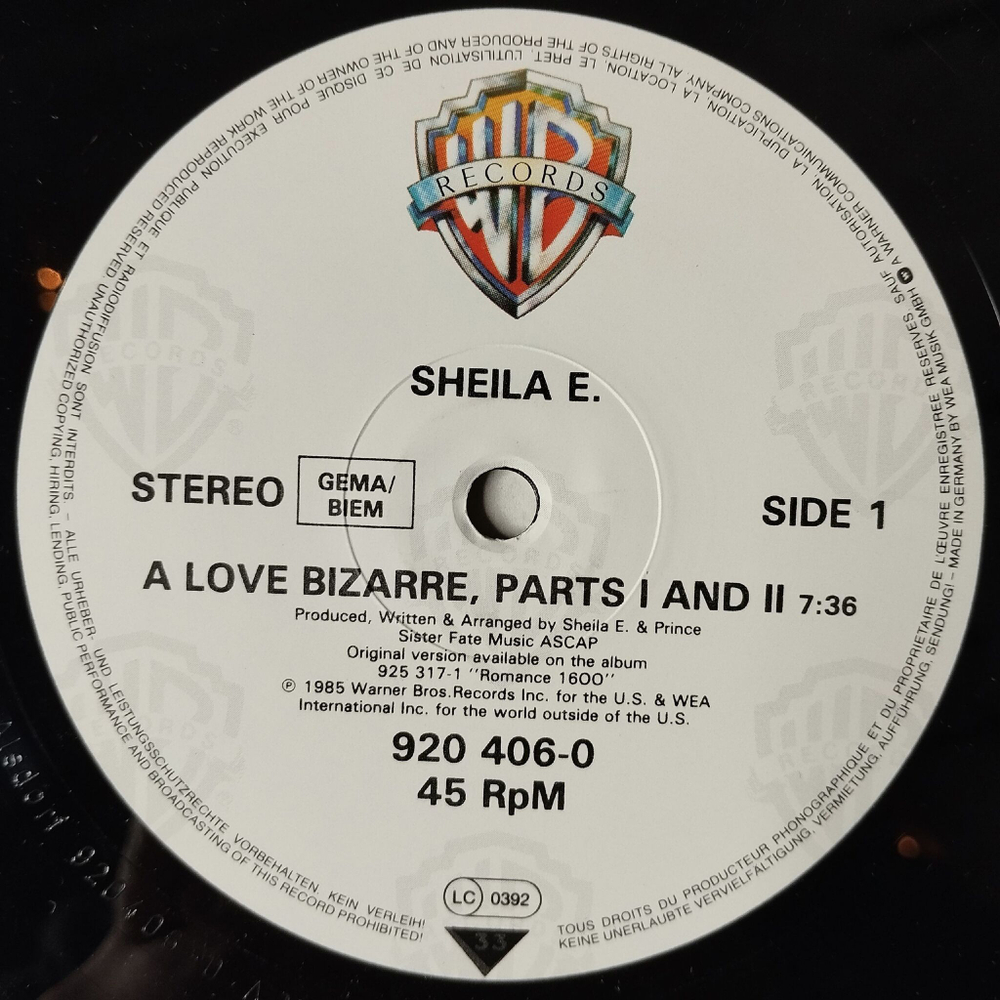 WB
RECORDS
SHEILA E.
STEREO
GEMA/
BIEM
SIDE 1
A LOVE BIZARRE, PARTS I AND II 7:36
Produced, Written & Arranged by Sheila E. & Prince
Sister Fate Music ASCAP
Original version available on the album
925 317-1 "Romance 1600"
℗ 1985 Warner Bros.Records Inc. for the U.S. & WEA
International Inc. for the world outside of the U.S.
920 406-0
45 RpM
LC 0392
33
TOUS DROITS DU PRODUCTEUR PHONOGRAPHIQUE ET DU PROPRIETAIRE DE L'ŒUVRE ENREGISTREE RESERVES SAUF AUTORISATION, LA DUPLICATION, LA LOCATION, LE PRET, L'UTILISATION DE CE DISQUE POUR EXECUTION PUBLIQUE ET RADIODIFFUSION SONT INTERDITS. – ALLE URHEBER- UND LEISTUNGSSCHUTZRECHTE VORBEHALTEN. KEIN VERLEIH!
KEINE UNERLAUBTE VERVIELFÄLTIGUNG, VERMIETUNG, AUFFÜHRUNG, SENDUNG! – MADE IN GERMANY BY WEA MUSIK GMBH A WARNER COMMUNICATIONS COMPANY ALL RIGHTS OF THE PRODUCER AND OF THE OWNER OF THE WORK REPRODUCED RESERVED. UNAUTHORIZED COPYING, HIRING, LENDING, PUBLIC PERFORMANCE AND BROADCASTING OF THIS RECORD PROHIBITED!